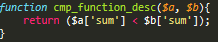 function cmp_function_desc($a, $b){
return ($a['sum'] < $b['sum']);
}